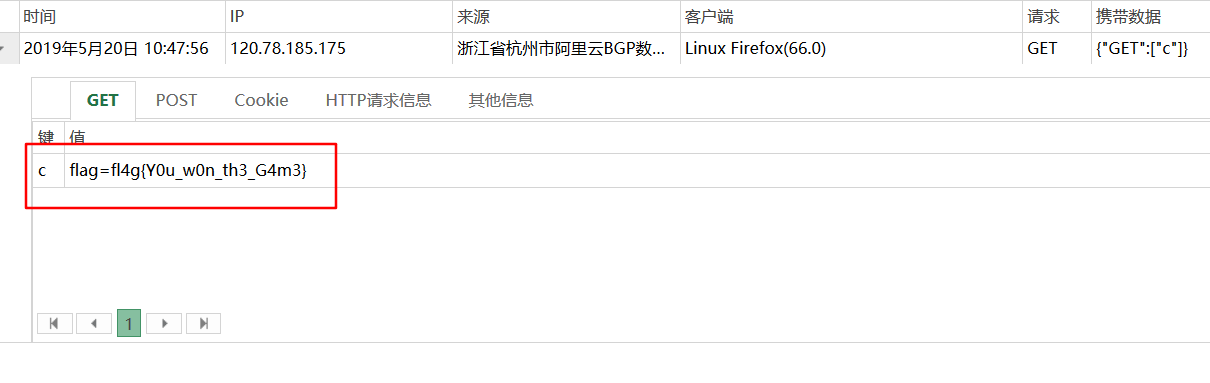 时间 IP 来源 客户端 请求 携带数据
2019年5月20日 10:47:56 120.78.185.175 浙江省杭州市阿里云BGP数... Linux Firefox(66.0) GET {"GET":["c"]}
GET POST Cookie HTTP请求信息 其他信息
键 值
c flag=fl4g{Y0u_w0n_th3_G4m3}
1